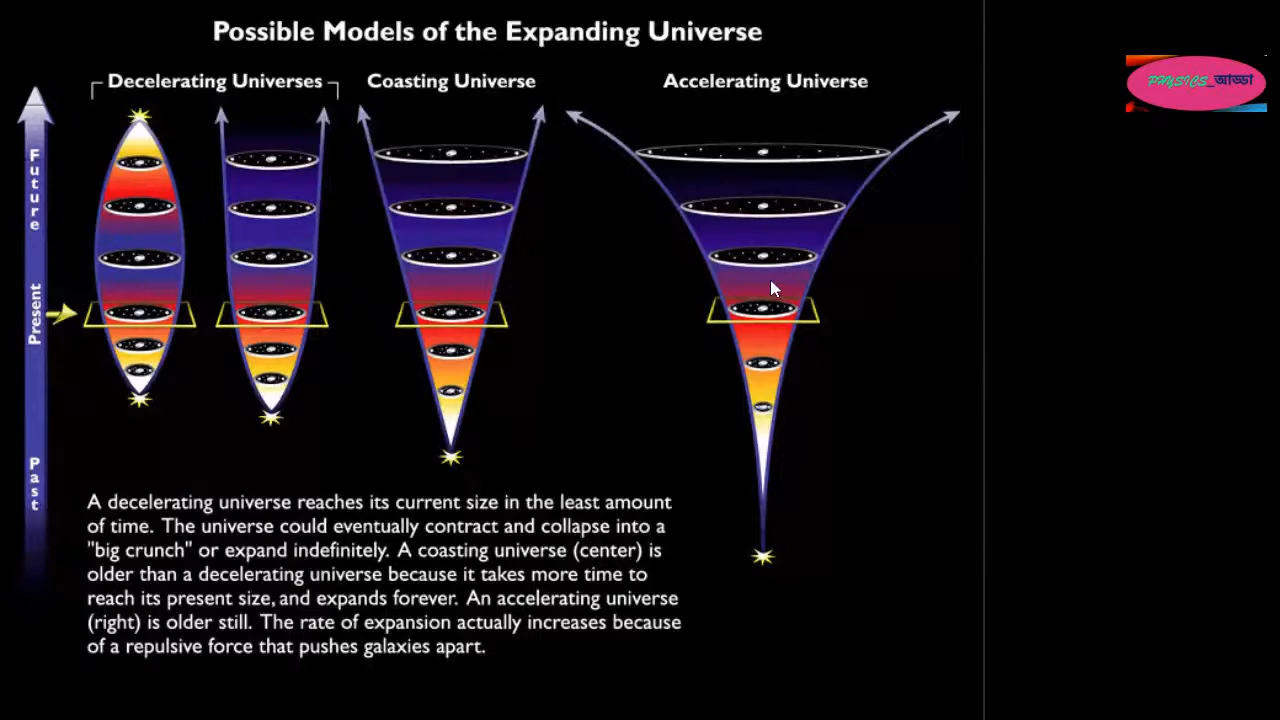 Possible Models of the Expanding Universe
Decelerating Universes
Coasting Universe
Accelerating Universe
PHYSICS_আড্ডা
Future
Present
Past
A decelerating universe reaches its current size in the least amount
of time. The universe could eventually contract and collapse into a
"big crunch" or expand indefinitely. A coasting universe (center) is
older than a decelerating universe because it takes more time to
reach its present size, and expands forever. An accelerating universe
(right) is older still. The rate of expansion actually increases because
of a repulsive force that pushes galaxies apart.